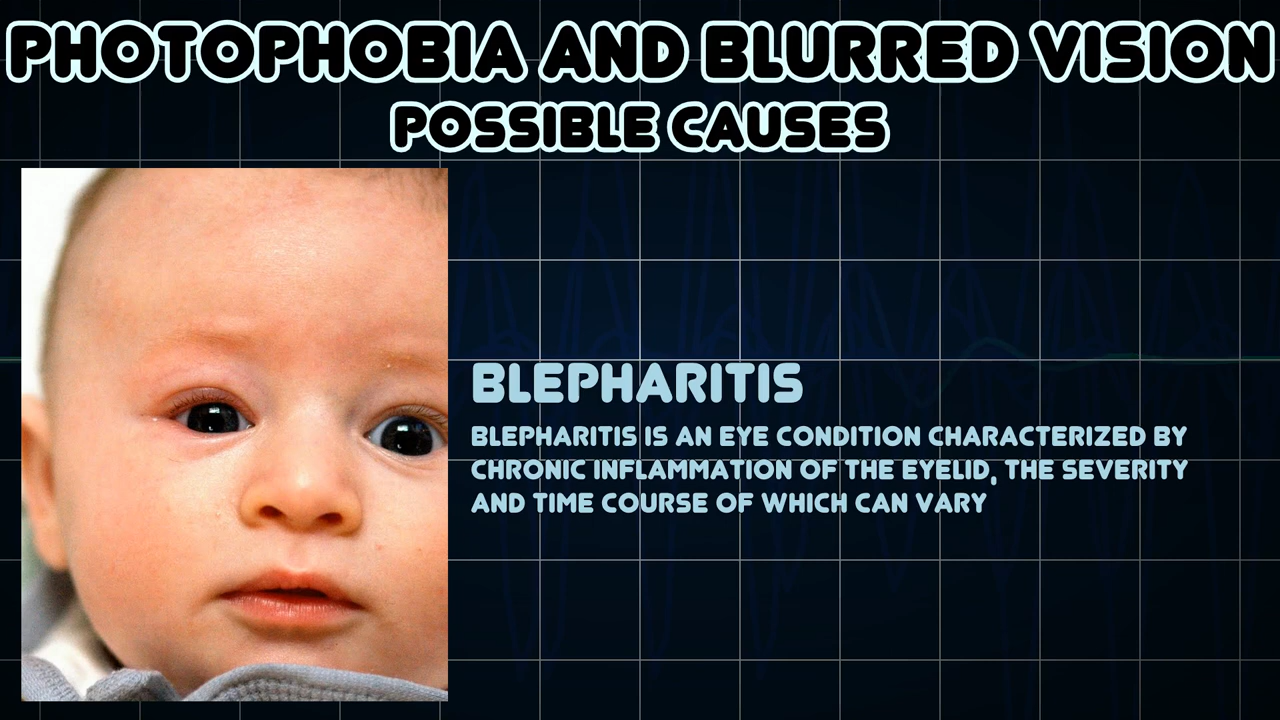 PHOTOPHOBIA AND BLURRED VISION
POSSIBLE CAUSES
BLEPHARITIS
BLEPHARITIS IS AN EYE CONDITION CHARACTERIZED BY
CHRONIC INFLAMMATION OF THE EYELID, THE SEVERITY
AND TIME COURSE OF WHICH CAN VARY